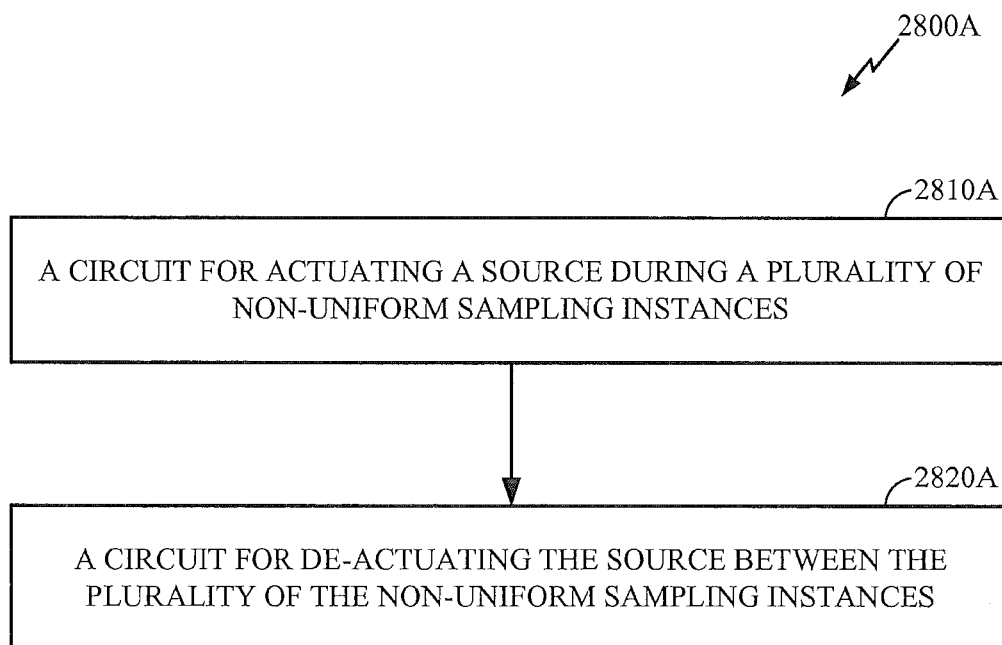 2800A
2810A
A CIRCUIT FOR ACTUATING A SOURCE DURING A PLURALITY OF
NON-UNIFORM SAMPLING INSTANCES
2820A
A CIRCUIT FOR DE-ACTUATING THE SOURCE BETWEEN THE
PLURALITY OF THE NON-UNIFORM SAMPLING INSTANCES